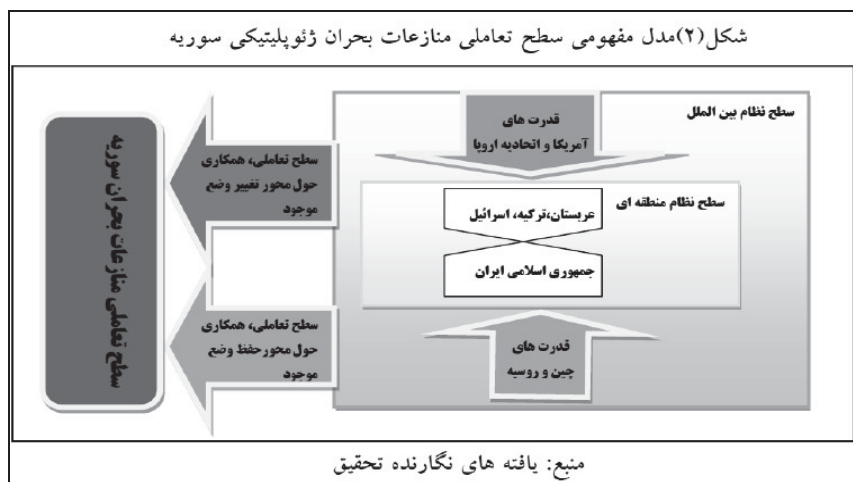 شکل(۲)مدل مفهومی سطح تعاملی منازعات بحران ژئوپلیتیکی سوریه
سطح نظام بین الملل
قدرت های
آمریکا و اتحادیه اروپا
سطح نظام منطقه ای
عربستان،ترکیه، اسرائیل
جمهوری اسلامی ایران
قدرت های
چین و روسیه
سطح تعاملی، همکاری
حول محور تغییر وضع
موجود
سطح تعاملی، همکاری
حول محور حفظ وضع
موجود
سطح تعاملی منازعات بحران سوریه
منبع: یافته های نگارنده تحقیق